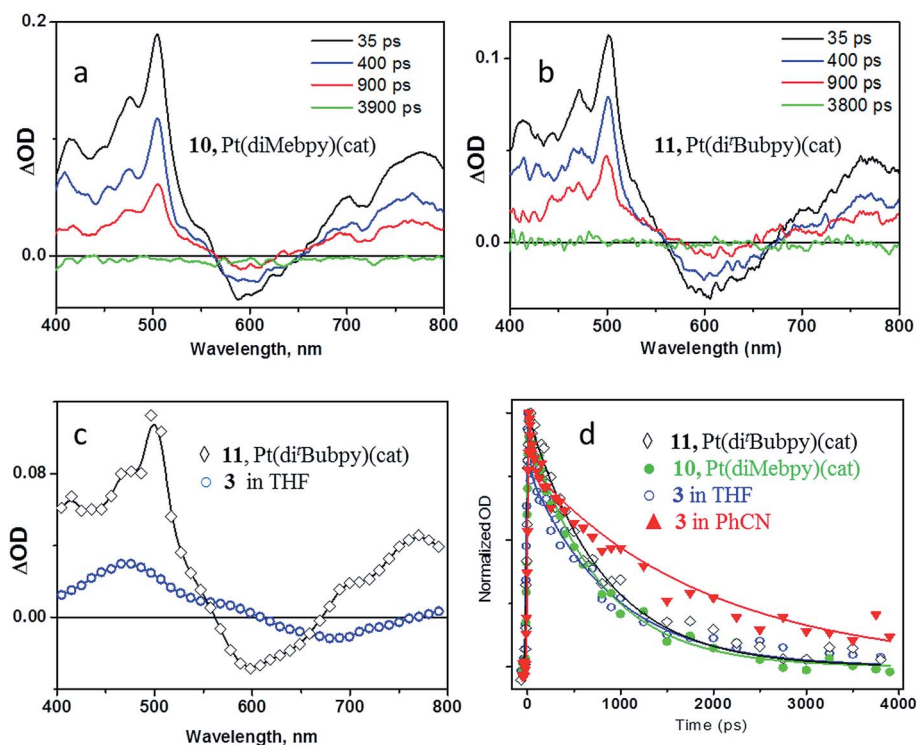 0.2
a
35 ps
400 ps
900 ps
3900 ps
10, Pt(diMebpy)(cat)
ΔOD
0.0
400 500 600 700 800
Wavelength, nm
b
35 ps
400 ps
900 ps
3800 ps
0.1
11, Pt(diᵗBubpy)(cat)
ΔOD
0.0
400 500 600 700 800
Wavelength (nm)
c
11, Pt(diᵗBubpy)(cat)
3 in THF
0.08
ΔOD
0.00
400 500 600 700 800
Wavelength, nm
d
11, Pt(diᵗBubpy)(cat)
10, Pt(diMebpy)(cat)
3 in THF
3 in PhCN
Normalized OD
0 500 1000 2000 3000 4000
Time (ps)